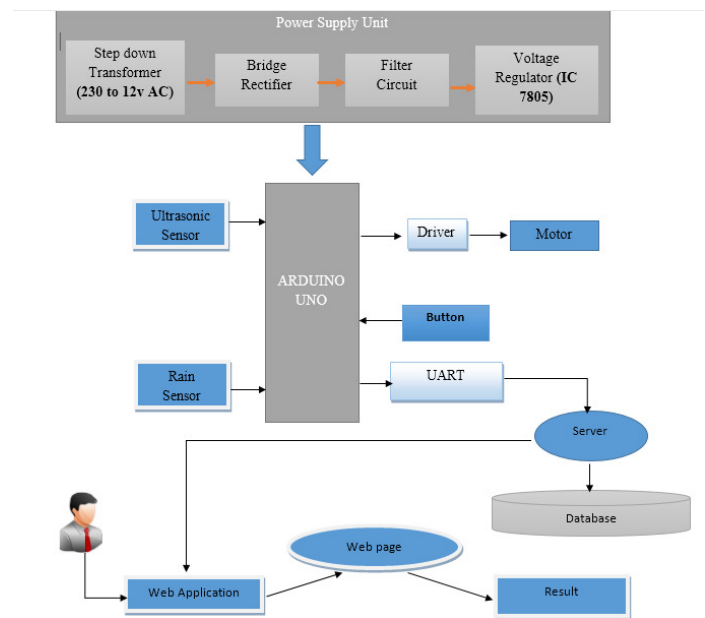 Power Supply Unit
Step down
Transformer
(230 to 12v AC)
Bridge
Rectifier
Filter
Circuit
Voltage
Regulator (IC
7805)
Ultrasonic
Sensor
Driver
Motor
ARDUINO
UNO
Button
Rain
Sensor
UART
Server
Database
Web page
Web Application
Result